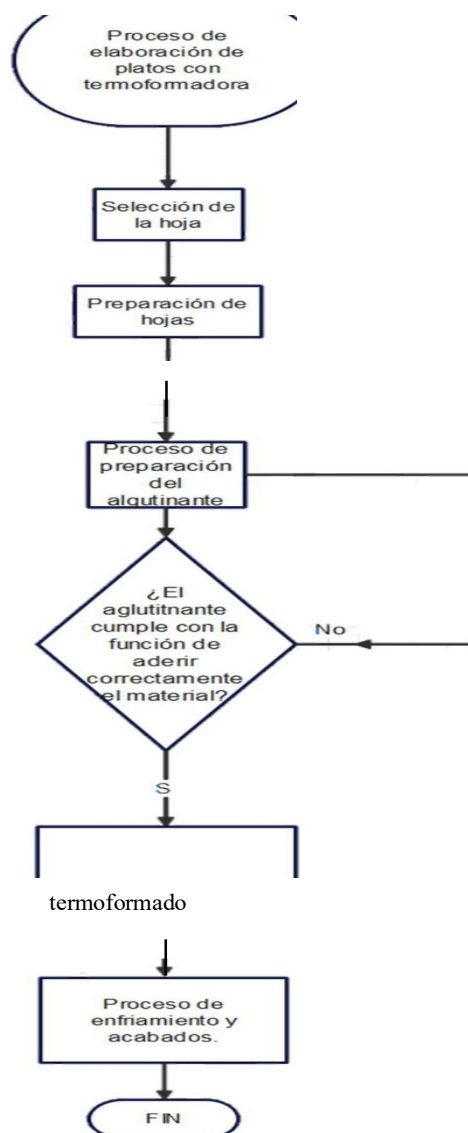 Proceso de
elaboración de
platos con
termoformadora
Selección de
la hoja
Preparación de
hojas
Proceso de
preparación
del
algutinante
¿El
aglutitnante
cumple con la
función de
aderir
correctamente
el material?
No
S
termoformado
Proceso de
enfriamiento y
acabados.
FIN